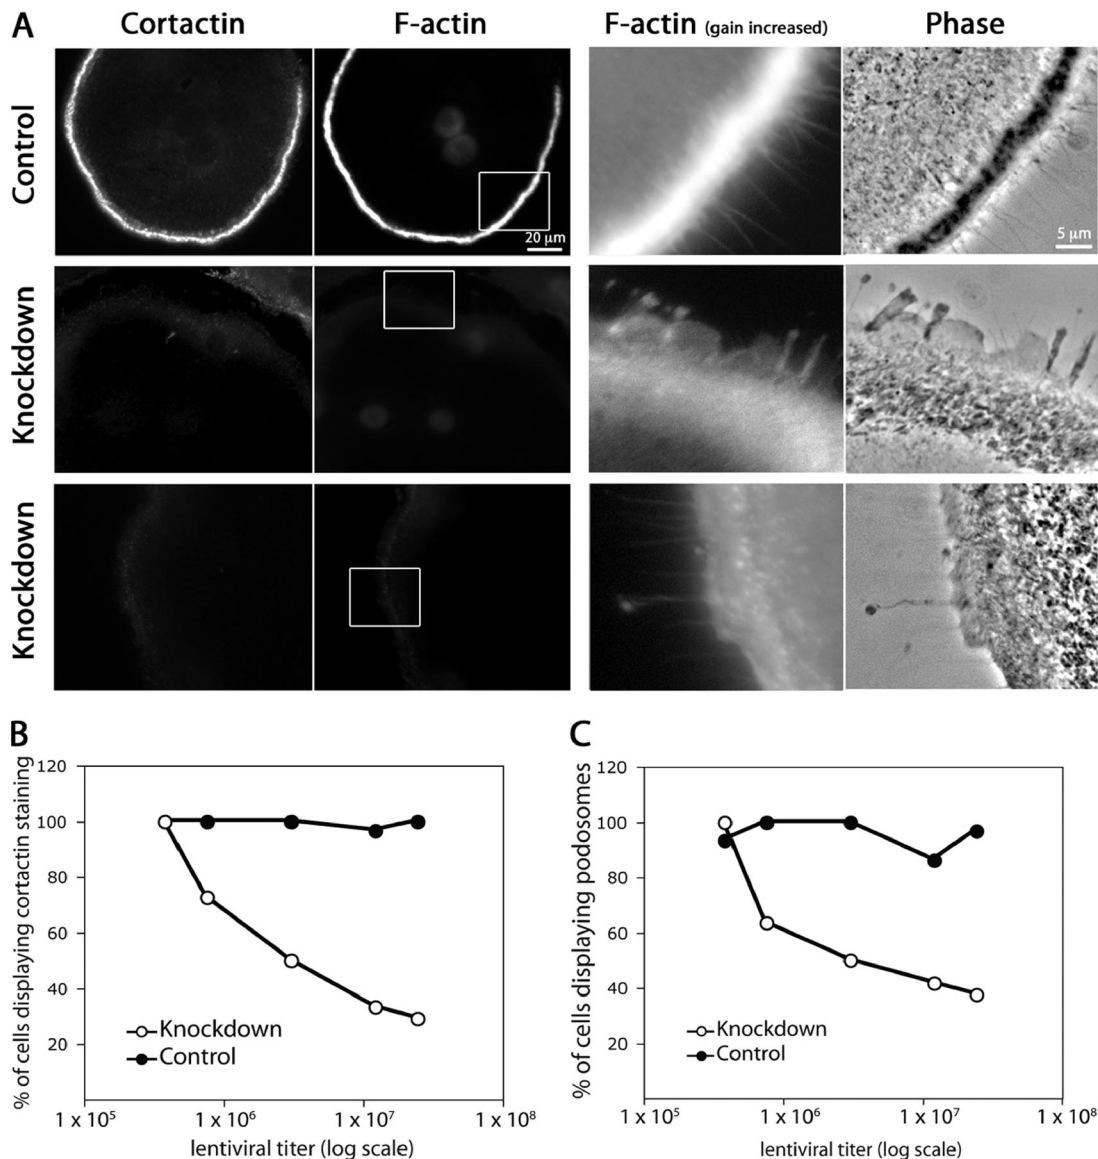 A
Cortactin
F-actin
F-actin (gain increased)
Phase
Control
20 μm
5 μm
Knockdown
Knockdown
B
% of cells displaying cortactin staining
120
100
80
60
40
20
Knockdown
Control
1 x 10⁵
1 x 10⁶
1 x 10⁷
1 x 10⁸
lentiviral titer (log scale)
C
% of cells displaying podosomes
120
100
80
60
40
20
Knockdown
Control
1 x 10⁵
1 x 10⁶
1 x 10⁷
1 x 10⁸
lentiviral titer (log scale)